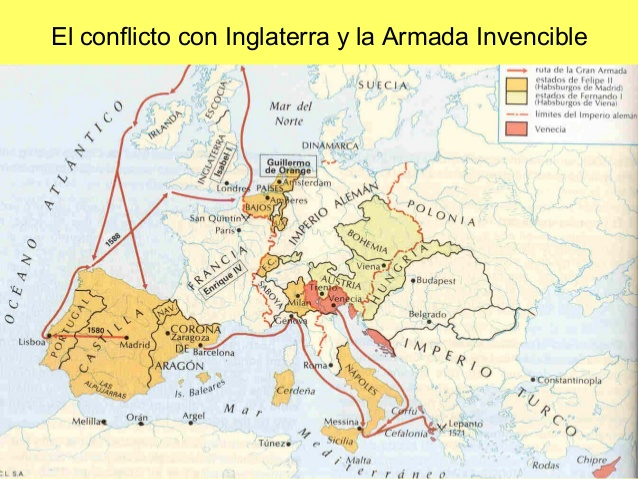 El conflicto con Inglaterra y la Armada Invencible
ruta de la Gran Armada
estados de Felipe II
(Habsburgos de Madrid)
estados de Fernando I
(Habsburgos de Viena)
límites del Imperio alemán
Venecia
SUECIA
Mar del
Norte
ESCOCIA
IRLANDA
DINAMARCA
INGLATERRA
Isabel I
Guillermo
de Orange
Londres
PAISES
BAJOS
Amsterdam
Amberes
OCÉANO ATLÁNTICO
San Quintín
Paris
IMPERIO ALEMÁN
POLONIA
BOHEMIA
1588
FRANCIA
Enrique IV
F. C.
Viena
HUNGRIA
AUSTRIA
Budapest
SABOYA
Trento
Milán
Venecia
Génova
Belgrado
PORTUGAL
CASTILLA
NAV.
1580
Lisboa
Madrid
CORONA
DE
ARAGÓN
Zaragoza
Barcelona
IMPERIO TURCO
LAS
ALPUJARRAS
Is. Baleares
Roma
NÁPOLES
Constantinopla
Cerdeña
Corfú
Melilla
Orán
Argel
Mar Mediterráneo
Messina
Cefalonia
Lepanto
1571
Túnez
Sicilia
Malta
Rodas
Chipre
CL S.A.